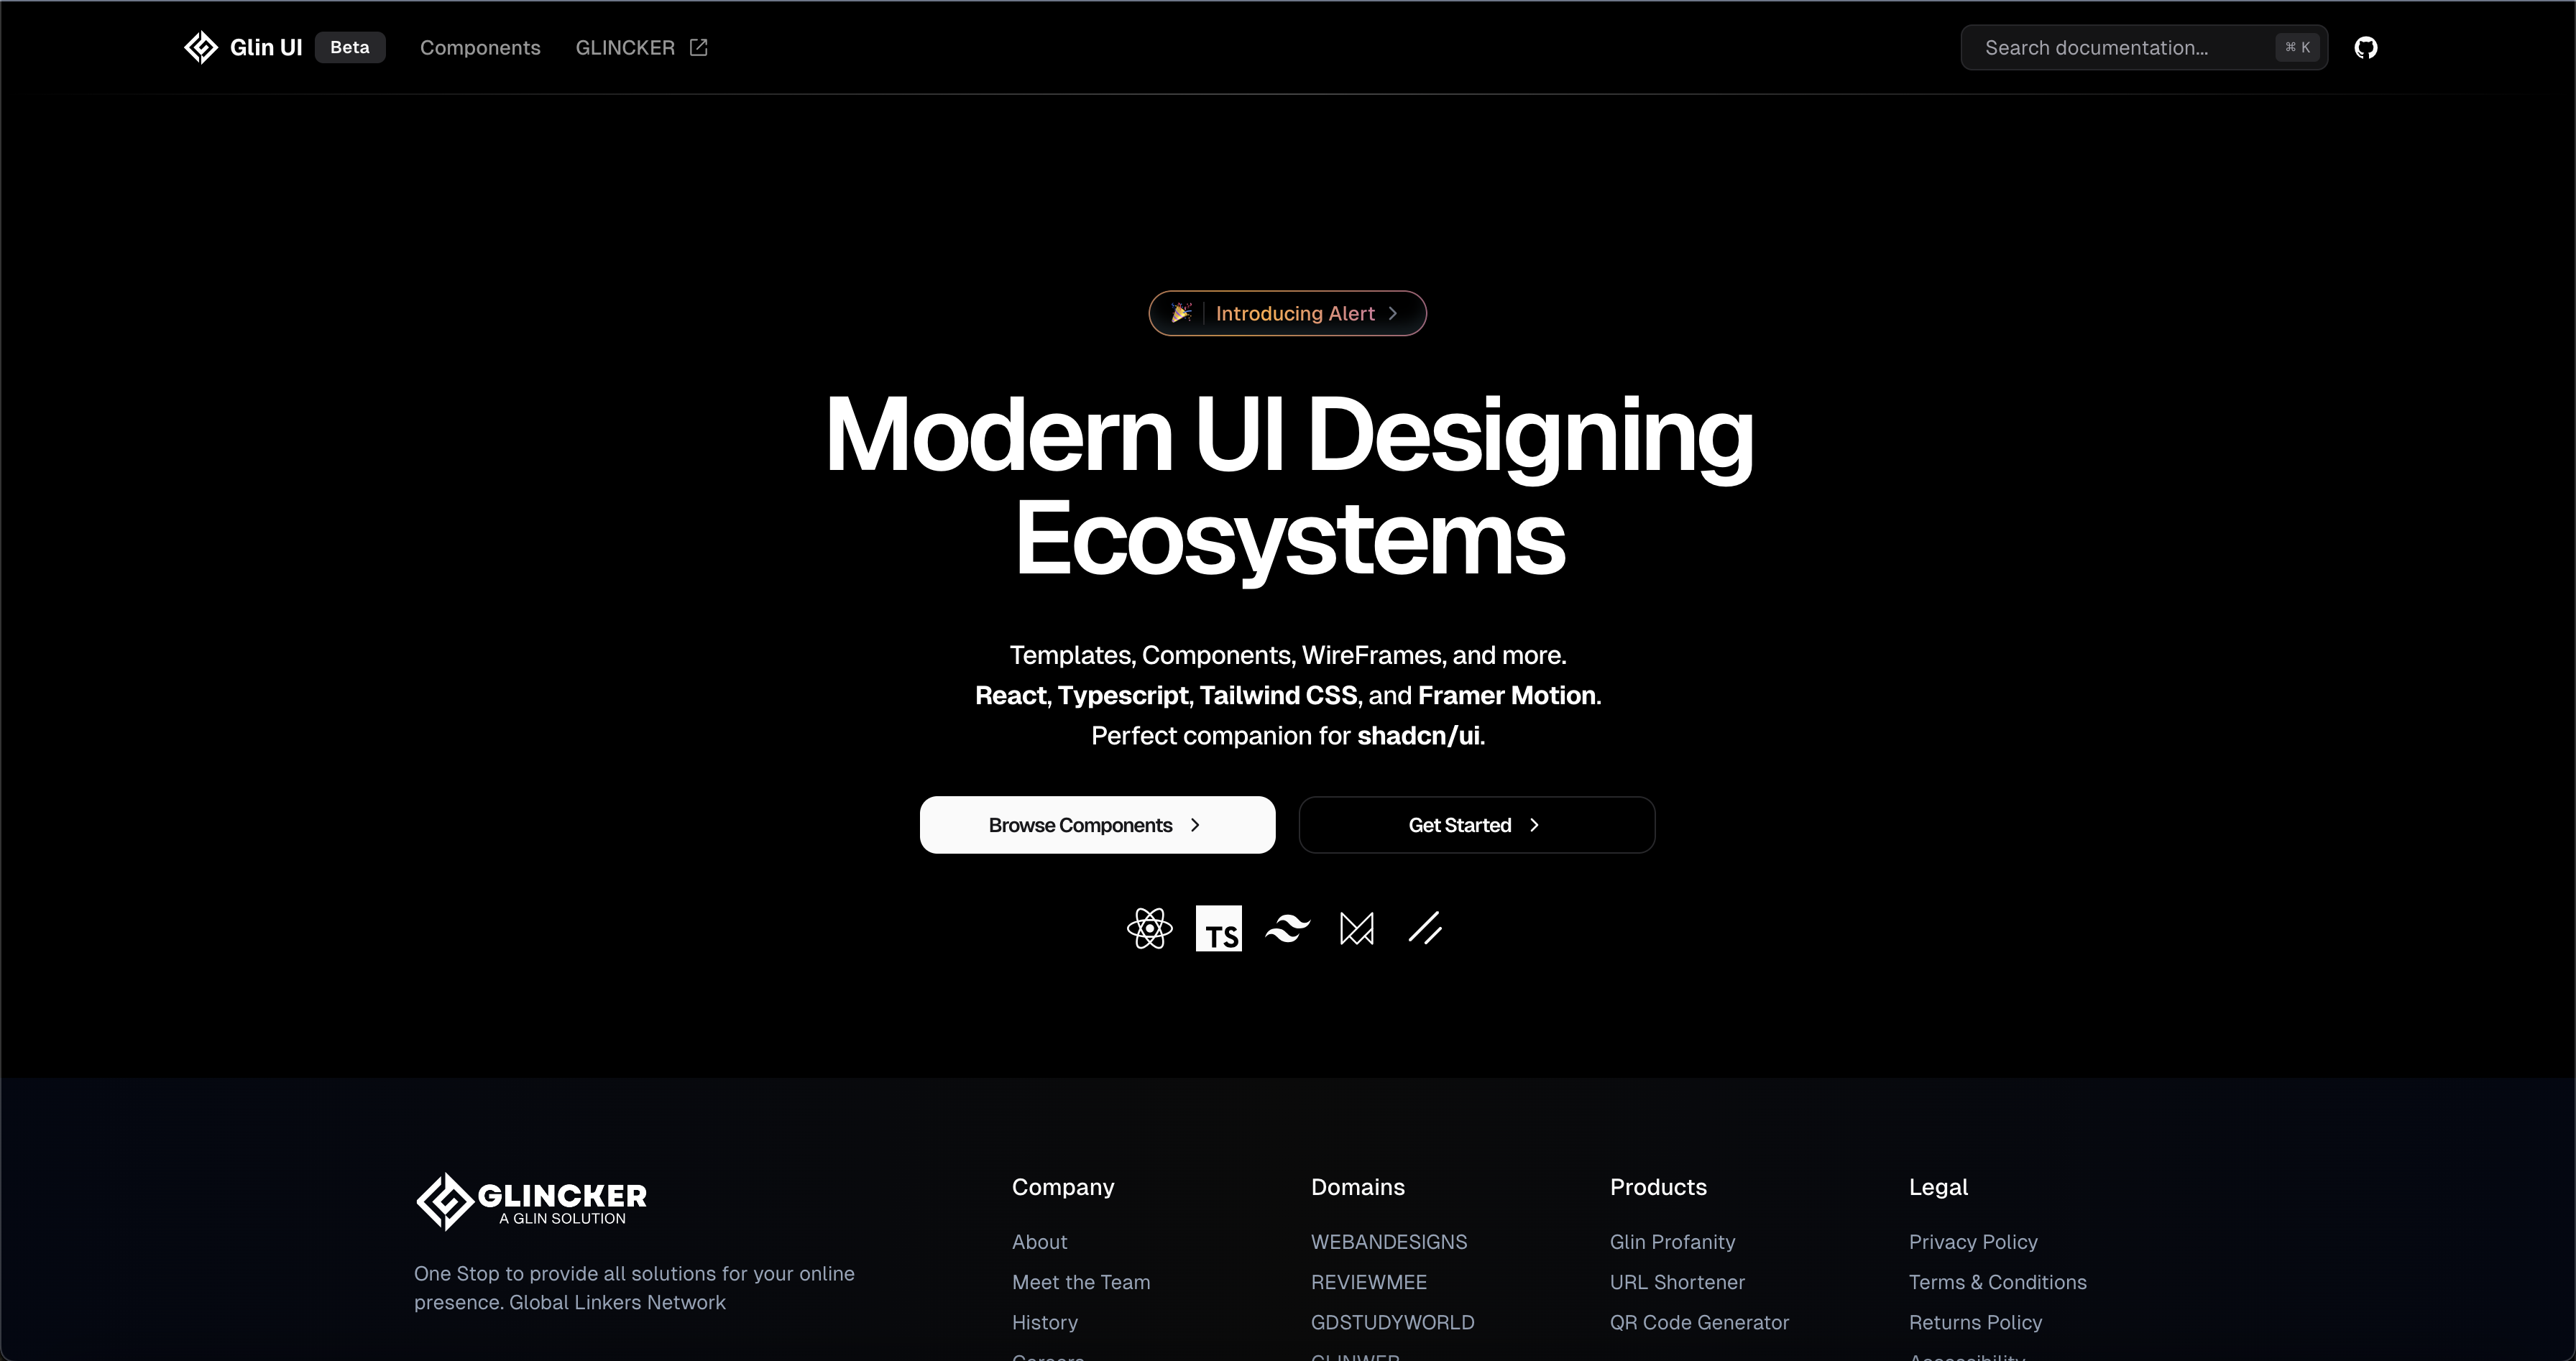 Glin UI Beta Components GLINCKER Search documentation... ⌘ K
Introducing Alert
Modern UI Designing
Ecosystems
Templates, Components, WireFrames, and more.
React, Typescript, Tailwind CSS, and Framer Motion.
Perfect companion for shadcn/ui.
Browse Components
Get Started
TS
GLINCKER
A GLIN SOLUTION
One Stop to provide all solutions for your online
presence. Global Linkers Network
Company
About
Meet the Team
History
Careers
Domains
WEBANDESIGNS
REVIEWMEE
GDSTUDYWORLD
Products
Glin Profanity
URL Shortener
QR Code Generator
Legal
Privacy Policy
Terms & Conditions
Returns Policy
Accessibility